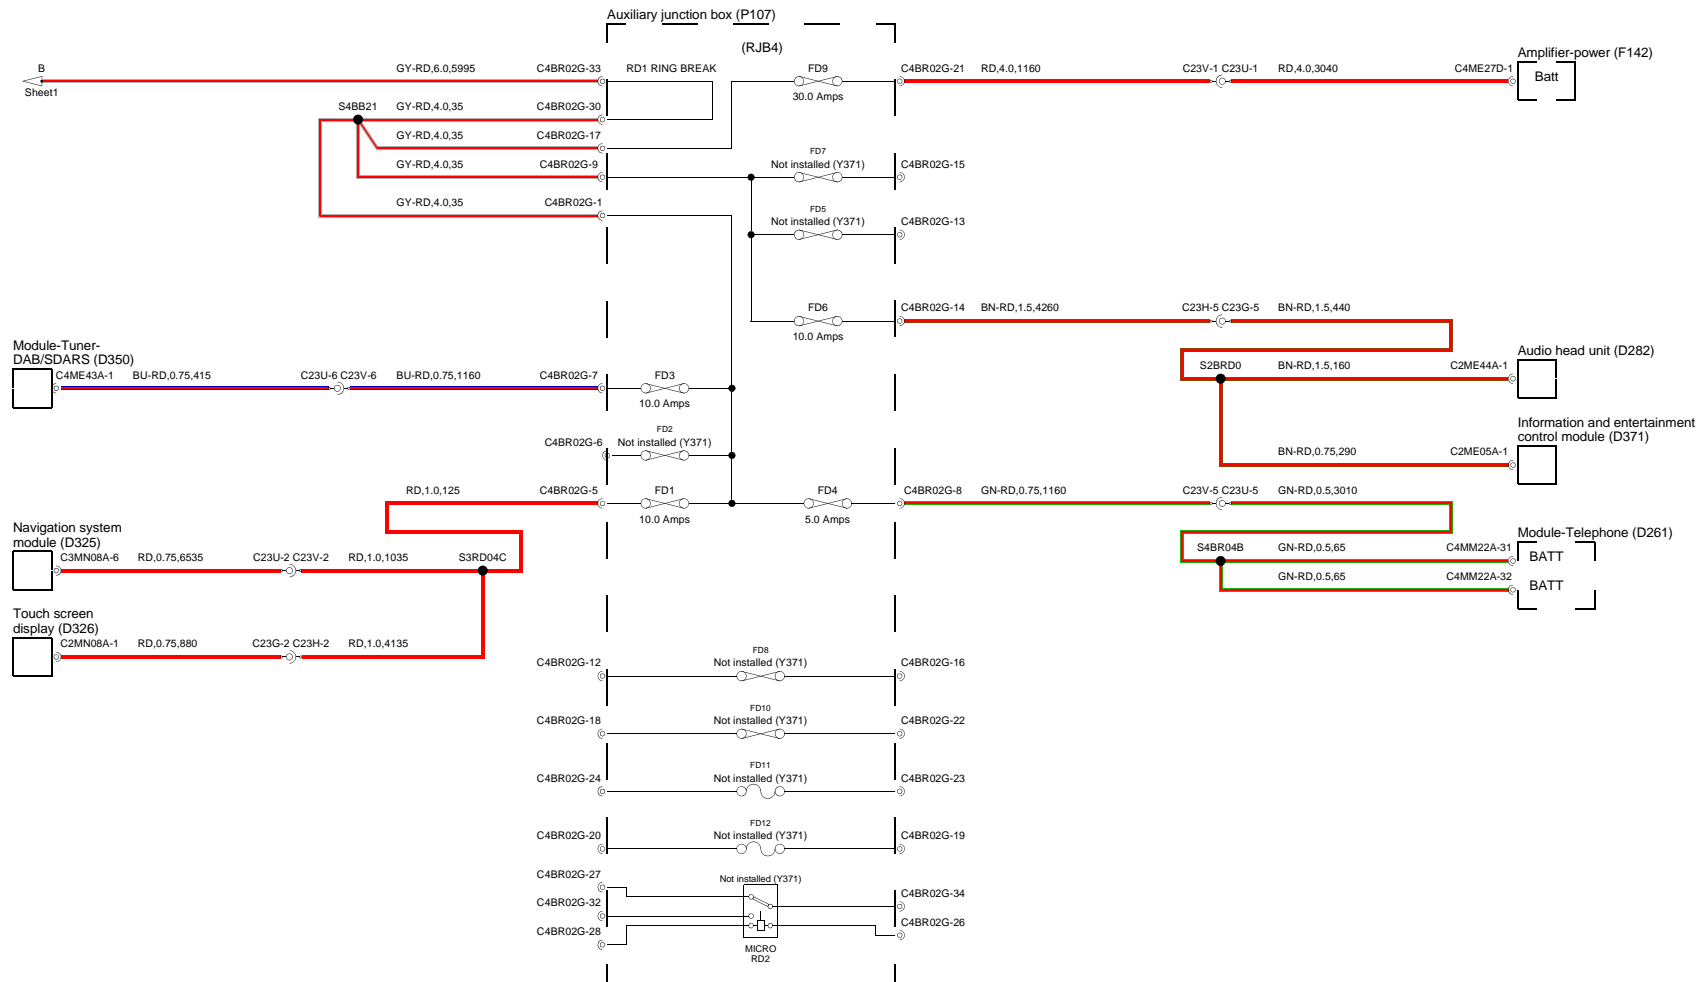 Auxiliary junction box (P107)
(RJB4)
B
Sheet1
GY-RD,6.0,5995
C4BR02G-33
RD1 RING BREAK
FD9
30.0 Amps
C4BR02G-21
RD,4.0,1160
C23V-1 C23U-1
RD,4.0,3040
C4ME27D-1
Amplifier-power (F142)
Batt
S4BB21
GY-RD,4.0,35
C4BR02G-30
GY-RD,4.0,35
C4BR02G-17
GY-RD,4.0,35
C4BR02G-9
FD7
Not installed (Y371)
C4BR02G-15
GY-RD,4.0,35
C4BR02G-1
FD5
Not installed (Y371)
C4BR02G-13
FD6
10.0 Amps
C4BR02G-14
BN-RD,1.5,4260
C23H-5 C23G-5
BN-RD,1.5,440
Module-Tuner-
DAB/SDARS (D350)
C4ME43A-1
BU-RD,0.75,415
C23U-6 C23V-6
BU-RD,0.75,1160
C4BR02G-7
FD3
10.0 Amps
S2BRD0
BN-RD,1.5,160
C2ME44A-1
Audio head unit (D282)
C4BR02G-6
FD2
Not installed (Y371)
BN-RD,0.75,290
C2ME05A-1
Information and entertainment
control module (D371)
RD,1.0,125
C4BR02G-5
FD1
10.0 Amps
FD4
5.0 Amps
C4BR02G-8
GN-RD,0.75,1160
C23V-5 C23U-5
GN-RD,0.5,3010
Navigation system
module (D325)
C3MN08A-6
RD,0.75,6535
C23U-2 C23V-2
RD,1.0,1035
S3RD04C
S4BR04B
GN-RD,0.5,65
C4MM22A-31
Module-Telephone (D261)
BATT
GN-RD,0.5,65
C4MM22A-32
BATT
Touch screen
display (D326)
C2MN08A-1
RD,0.75,880
C23G-2 C23H-2
RD,1.0,4135
C4BR02G-12
FD8
Not installed (Y371)
C4BR02G-16
C4BR02G-18
FD10
Not installed (Y371)
C4BR02G-22
C4BR02G-24
FD11
Not installed (Y371)
C4BR02G-23
C4BR02G-20
FD12
Not installed (Y371)
C4BR02G-19
C4BR02G-27
Not installed (Y371)
C4BR02G-34
C4BR02G-32
C4BR02G-26
C4BR02G-28
MICRO
RD2